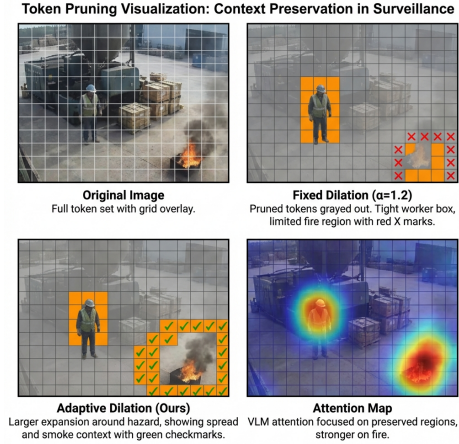 Token Pruning Visualization: Context Preservation in Surveillance
Original Image
Full token set with grid overlay.
Fixed Dilation (α=1.2)
Pruned tokens grayed out. Tight worker box,
limited fire region with red X marks.
Adaptive Dilation (Ours)
Larger expansion around hazard, showing spread
and smoke context with green checkmarks.
Attention Map
VLM attention focused on preserved regions,
stronger on fire.